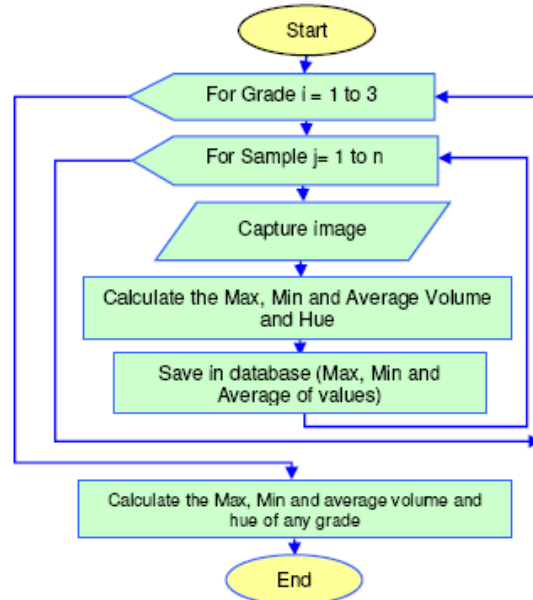 Start
For Grade i = 1 to 3
For Sample j= 1 to n
Capture image
Calculate the Max, Min and Average Volume
and Hue
Save in database (Max, Min and
Average of values)
Calculate the Max, Min and average volume and
hue of any grade
End